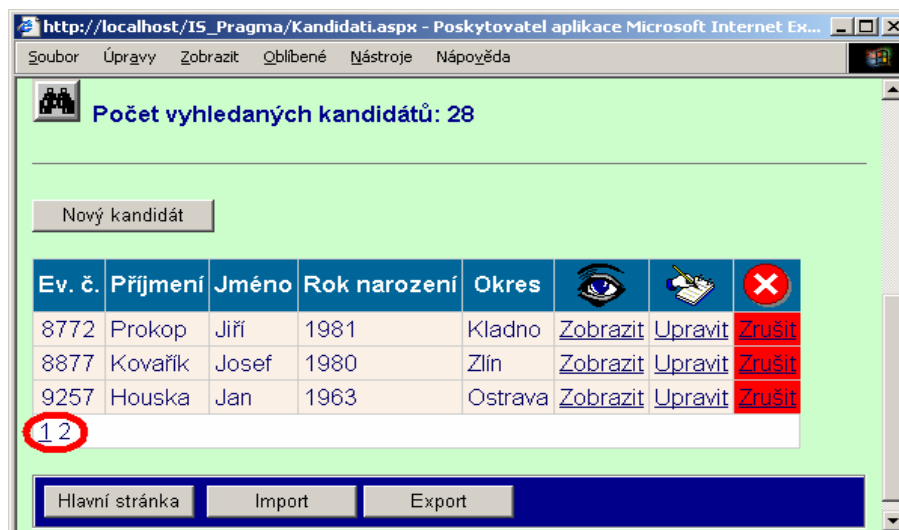 http://localhost/IS_Pragma/Kandidati.aspx - Poskytovatel aplikace Microsoft Internet Ex...
Soubor Úpravy Zobrazit Oblíbené Nástroje Nápověda
Počet vyhledaných kandidátů: 28
Nový kandidát
Ev. č. Příjmení Jméno Rok narození Okres
8772 Prokop Jiří 1981 Kladno Zobrazit Upravit Zrušit
8877 Kovařík Josef 1980 Zlín Zobrazit Upravit Zrušit
9257 Houska Jan 1963 Ostrava Zobrazit Upravit Zrušit
1 2
Hlavní stránka Import Export